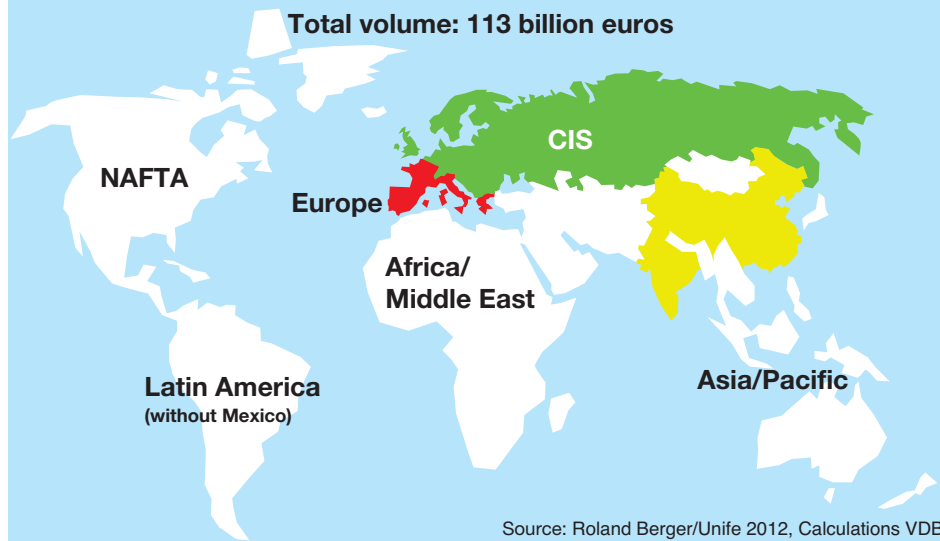 Total volume: 113 billion euros
CIS
NAFTA
Europe
Africa/
Middle East
Latin America
(without Mexico)
Asia/Pacific
Source: Roland Berger/Unife 2012, Calculations VDB